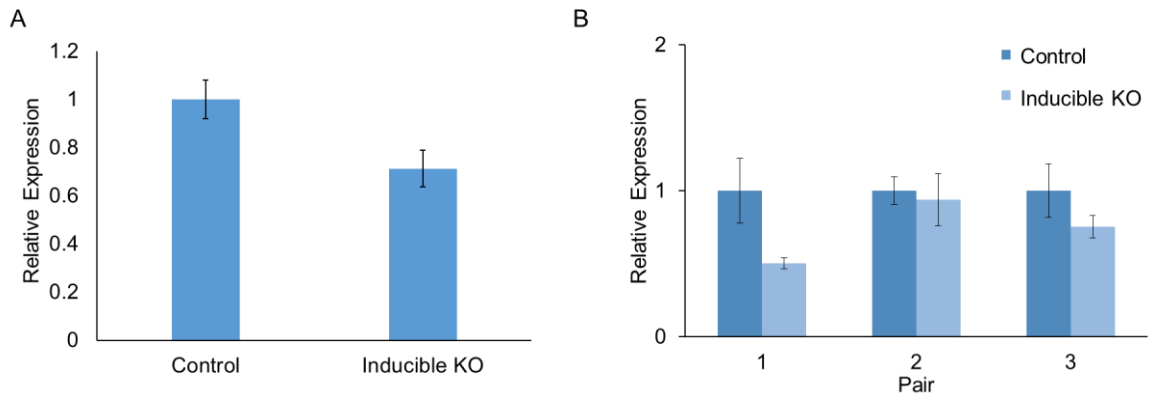 A
Relative Expression
1.2
1
0.8
0.6
0.4
0.2
0
Control
Inducible KO
B
Relative Expression
2
1
0
Control
Inducible KO
1
2
3
Pair